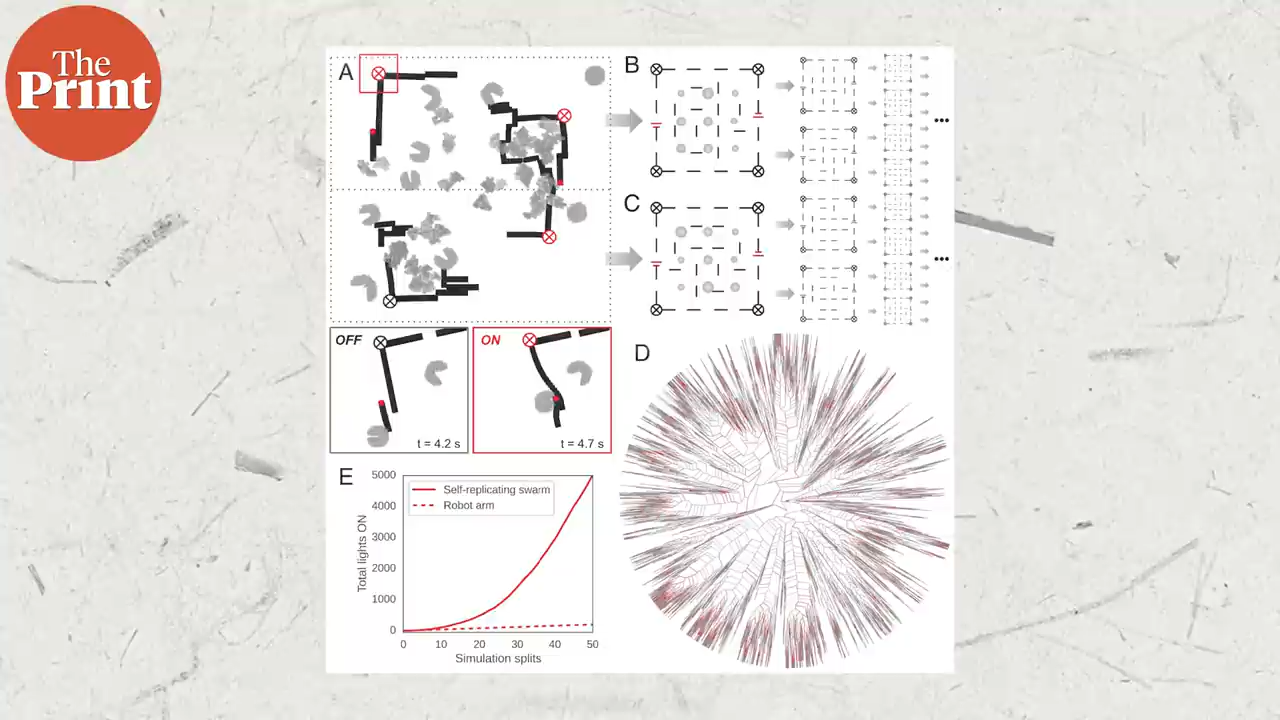 The
Print
A
B
C
OFF
t = 4.2 s
ON
t = 4.7 s
D
E
Total lights ON
5000
4000
3000
2000
1000
0
Self-replicating swarm
Robot arm
0 10 20 30 40 50
Simulation splits